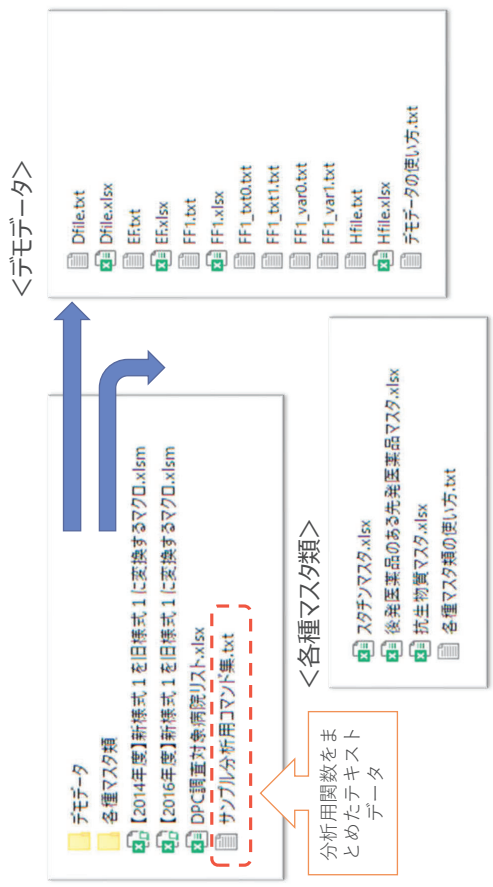 デモデータ
各種マスタ類
【2014年度】新様式１を旧様式１に変換するマクロ.xlsm
【2016年度】新様式１を旧様式１に変換するマクロ.xlsm
DPC調査対象病院リスト.xlsx
サンプル分析用コマンド集.txt
分析用関数をま
とめたテキスト
データ
＜デモデータ＞
Dfile.txt
Dfile.xlsx
EF.txt
EF.xlsx
FF1.txt
FF1.xlsx
FF1_txt0.txt
FF1_txt1.txt
FF1_var0.txt
FF1_var1.txt
Hfile.txt
Hfile.xlsx
デモデータの使い方.txt
＜各種マスタ類＞
スタチンマスタ.xlsx
後発医薬品のある先発医薬品マスタ.xlsx
抗生物質マスタ.xlsx
各種マスタ類の使い方.txt